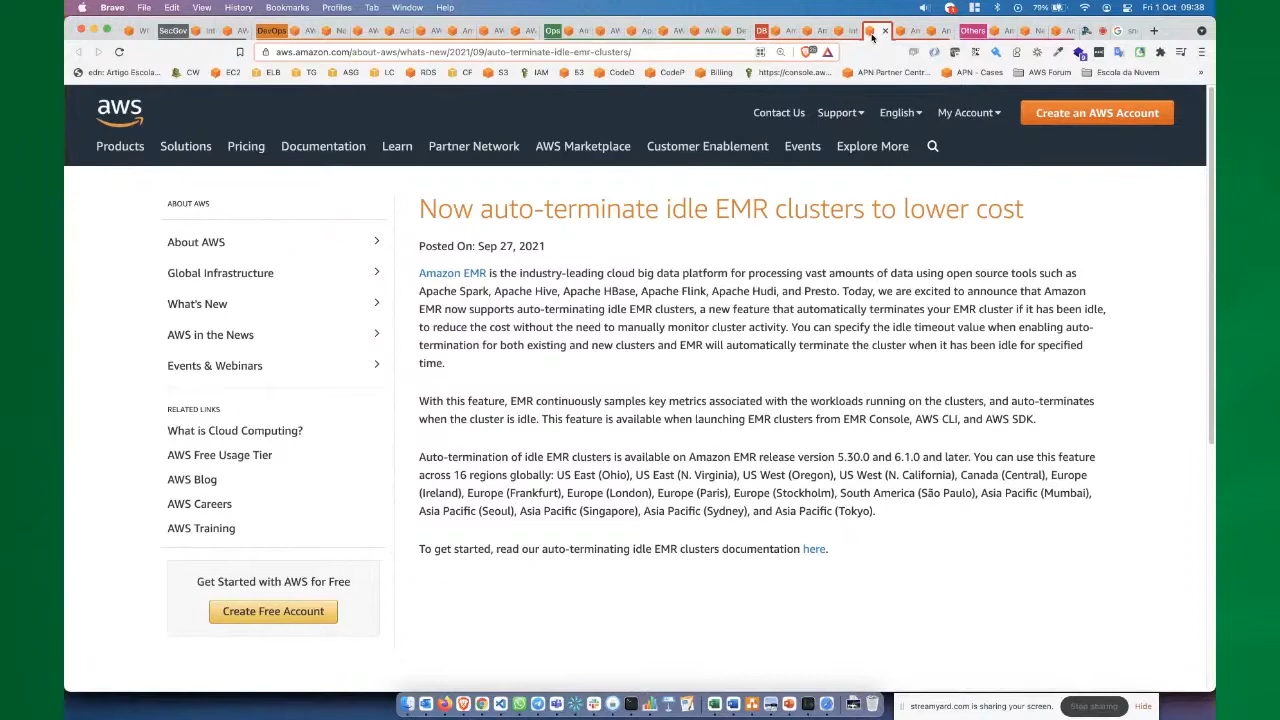 Brave File Edit View History Bookmarks Profiles Tab Window Help 79% Fri 1 Oct 09:38
SecGov DevOps Ops DB Others
aws.amazon.com/about-aws/whats-new/2021/09/auto-terminate-idle-emr-clusters/
edn: Artigo Escola... CW EC2 ELB TG ASG LC RDS CF S3 IAM CodeD CodeP Billing https://console.aw... APN Partner Centr... APN - Cases AWS Forum Escola da Nuvem »
aws
Contact Us Support English My Account Create an AWS Account
Products Solutions Pricing Documentation Learn Partner Network AWS Marketplace Customer Enablement Events Explore More
ABOUT AWS
About AWS
Global Infrastructure
What's New
AWS in the News
Events & Webinars
RELATED LINKS
What is Cloud Computing?
AWS Free Usage Tier
AWS Blog
AWS Careers
AWS Training
Get Started with AWS for Free
Create Free Account
Now auto-terminate idle EMR clusters to lower cost
Posted On: Sep 27, 2021
Amazon EMR is the industry-leading cloud big data platform for processing vast amounts of data using open source tools such as
Apache Spark, Apache Hive, Apache HBase, Apache Flink, Apache Hudi, and Presto. Today, we are excited to announce that Amazon
EMR now supports auto-terminating idle EMR clusters, a new feature that automatically terminates your EMR cluster if it has been idle,
to reduce the cost without the need to manually monitor cluster activity. You can specify the idle timeout value when enabling auto-
termination for both existing and new clusters and EMR will automatically terminate the cluster when it has been idle for specified
time.
With this feature, EMR continuously samples key metrics associated with the workloads running on the clusters, and auto-terminates
when the cluster is idle. This feature is available when launching EMR clusters from EMR Console, AWS CLI, and AWS SDK.
Auto-termination of idle EMR clusters is available on Amazon EMR release version 5.30.0 and 6.1.0 and later. You can use this feature
across 16 regions globally: US East (Ohio), US East (N. Virginia), US West (Oregon), US West (N. California), Canada (Central), Europe
(Ireland), Europe (Frankfurt), Europe (London), Europe (Paris), Europe (Stockholm), South America (São Paulo), Asia Pacific (Mumbai),
Asia Pacific (Seoul), Asia Pacific (Singapore), Asia Pacific (Sydney), and Asia Pacific (Tokyo).
To get started, read our auto-terminating idle EMR clusters documentation here.
streamyard.com is sharing your screen. Stop sharing Hide